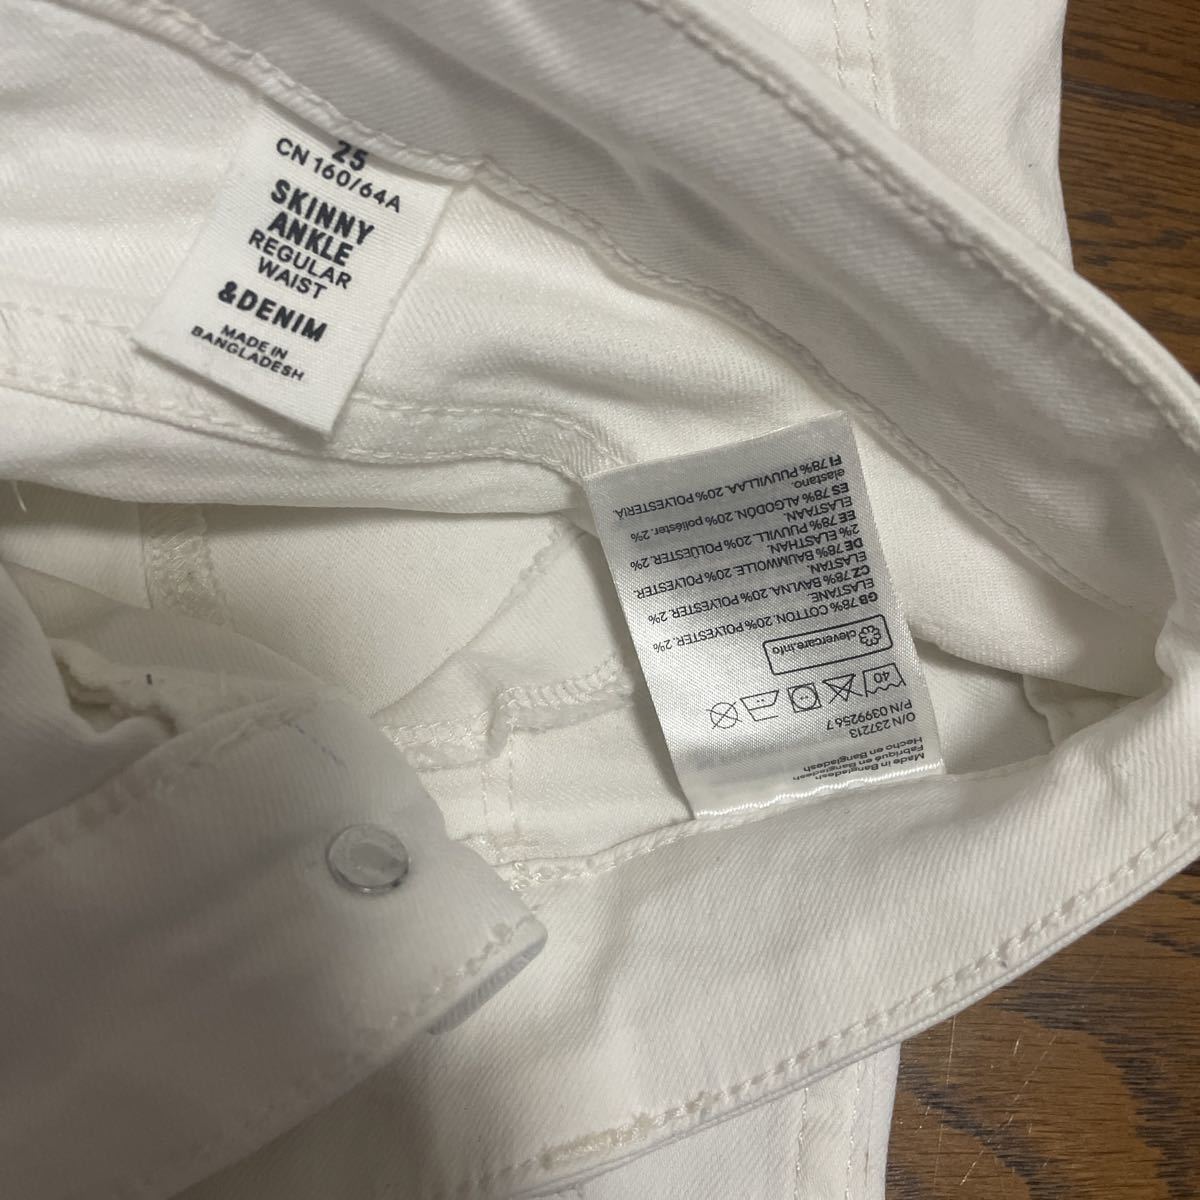 25
CN 160/64A
SKINNY
ANKLE
REGULAR
WAIST
&DENIM
MADE IN
BANGLADESH
Made in Bangladesh
Fabriqué en Bangladesh
Hecho en Bangladesh
O/N 237213
P/N 0399256.7
40
clevercare.info
GB 78% COTTON. 20% POLYESTER. 2%
ELASTANE.
CZ 78% BAVLNA. 20% POLYESTER. 2%
ELASTAN.
DE 78% BAUMWOLLE. 20% POLYESTER.
2% ELASTHAN.
EE 78% PUUVILL. 20% POLÜESTER. 2%
ELASTAAN.
ES 78% ALGODÓN. 20% poliéster. 2%
elastano.
FI 78% PUUVILLAA. 20% POLYESTERIA.